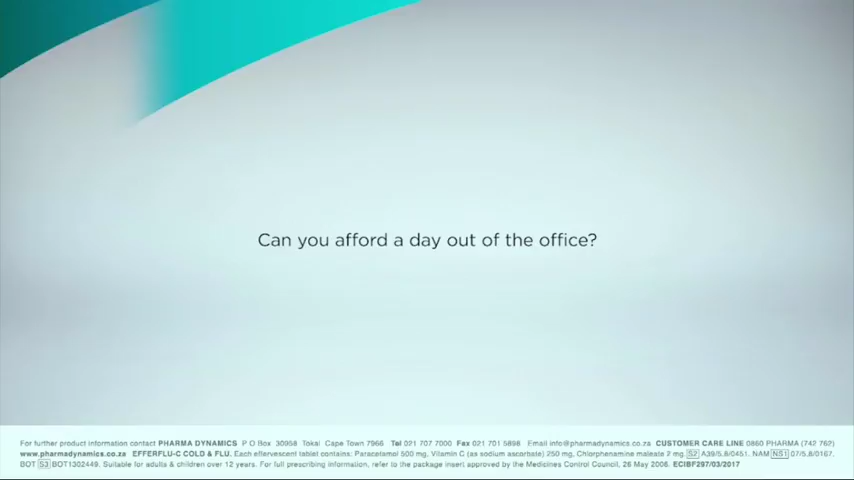 Can you afford a day out of the office?
For further product information contact PHARMA DYNAMICS P O Box 30958 Tokai Cape Town 7966 Tel 021 707 7000 Fax 021 701 5898 Email info@pharmadynamics.co.za CUSTOMER CARE LINE 0860 PHARMA (742 762)
www.pharmadynamics.co.za EFFERFLU-C COLD & FLU. Each effervescent tablet contains: Paracetamol 500 mg, Vitamin C (as sodium ascorbate) 250 mg, Chlorphenamine maleate 2 mg. S2 A39/5.8/0451. NAM NS1 07/5.8/0167.
BOT S3 BOT1302449. Suitable for adults & children over 12 years. For full prescribing information, refer to the package insert approved by the Medicines Control Council, 26 May 2006. ECIBF297/03/2017